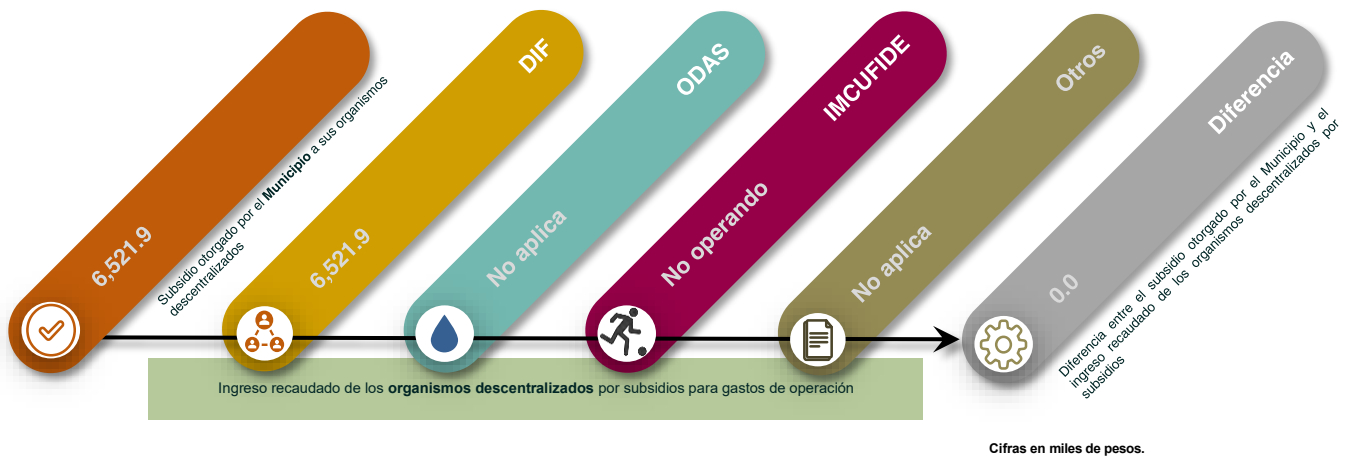 6,521.9
Subsidio otorgado por el Municipio a sus organismos
descentralizados
DIF
6,521.9
ODAS
No aplica
IMCUFIDE
No operando
Otros
No aplica
Diferencia
0.0
Diferencia entre el subsidio otorgado por el Municipio y el
ingreso recaudado de los organismos descentralizados por
subsidios
Ingreso recaudado de los organismos descentralizados por subsidios para gastos de operación
Cifras en miles de pesos.